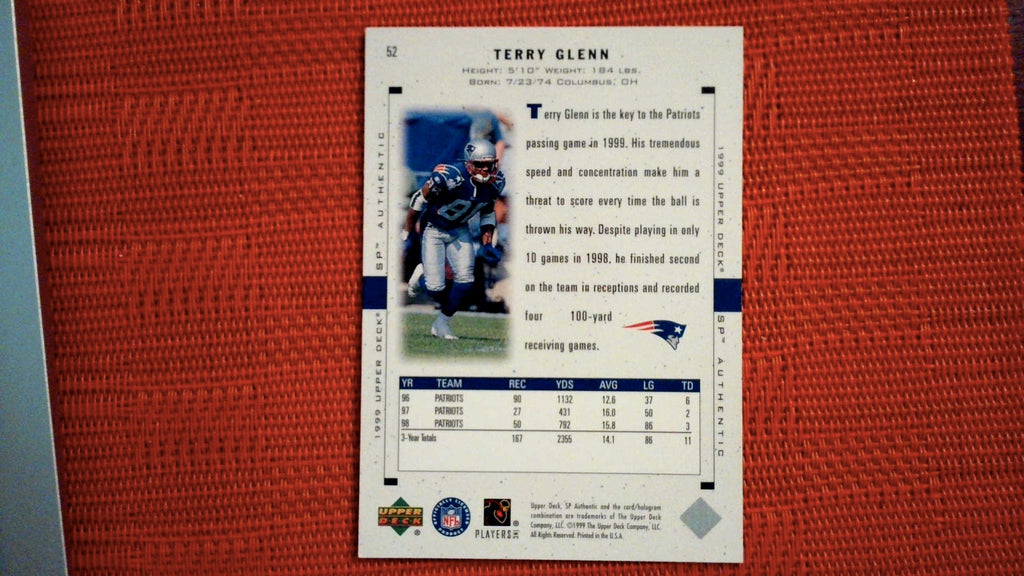 52
TERRY GLENN
HEIGHT: 5'10" WEIGHT: 184 LBS.
BORN: 7/23/74 COLUMBUS, OH
Terry Glenn is the key to the Patriots'
passing game in 1999. His tremendous
speed and concentration make him a
threat to score every time the ball is
thrown his way. Despite playing in only
10 games in 1998, he finished second
on the team in receptions and recorded
four 100-yard
receiving games.
1999 UPPER DECK® SP™ AUTHENTIC
1999 UPPER DECK® SP™ AUTHENTIC
YR TEAM REC YDS AVG LG TD
96 PATRIOTS 90 1132 12.6 37 6
97 PATRIOTS 27 431 16.0 50 2
98 PATRIOTS 50 792 15.8 86 3
3-Year Totals 167 2355 14.1 86 11
UPPER DECK®
NFL
PLAYERS INC
Upper Deck, SP Authentic and the card/hologram
combination are trademarks of The Upper Deck
Company, LLC. ©1999 The Upper Deck Company, LLC.
All Rights Reserved. Printed in the U.S.A.